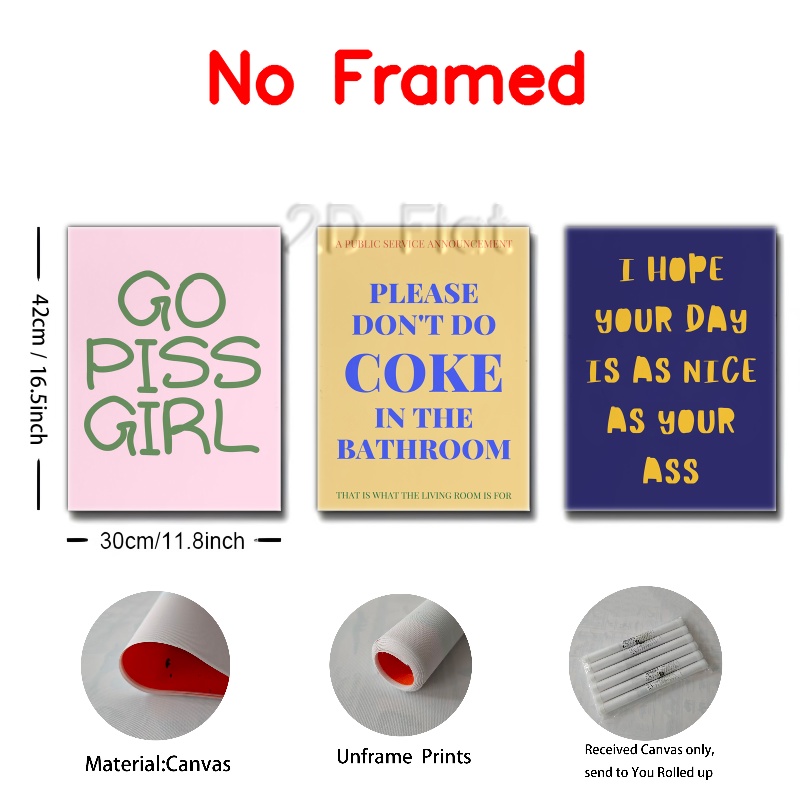 No Framed
2D Flat
42cm / 16.5inch
GO
PISS
GIRL
A PUBLIC SERVICE ANNOUNCEMENT
PLEASE
DON'T DO
COKE
IN THE
BATHROOM
THAT IS WHAT THE LIVING ROOM IS FOR
I HOPE
YOUR DAY
IS AS NICE
AS YOUR
ASS
30cm/11.8inch
Material:Canvas
Unframe Prints
Received Canvas only,
send to You Rolled up